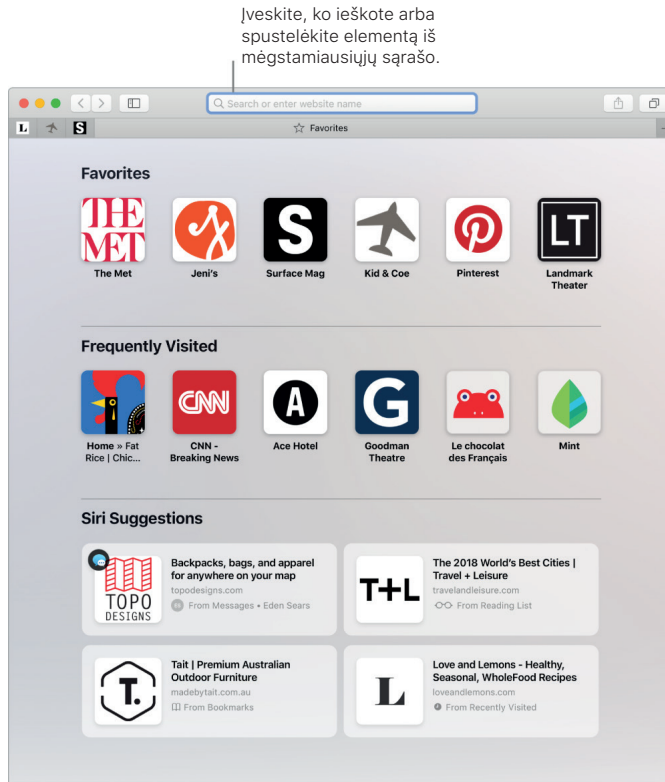 Įveskite, ko ieškote arba
spustelėkite elementą iš
mėgstamiausiųjų sąrašo.
Search or enter website name
L
S
Favorites
Favorites
THE
MET
S
LT
The Met
Jeni's
Surface Mag
Kid & Coe
Pinterest
Landmark
Theater
Frequently Visited
CNN
A
G
Home » Fat
Rice | Chic...
CNN -
Breaking News
Ace Hotel
Goodman
Theatre
Le chocolat
des Français
Mint
Siri Suggestions
TOPO
DESIGNS
Backpacks, bags, and apparel
for anywhere on your map
topodesigns.com
From Messages • Eden Sears
T+L
The 2018 World's Best Cities |
Travel + Leisure
travelandleisure.com
From Reading List
T.
Tait | Premium Australian
Outdoor Furniture
madebytait.com.au
From Bookmarks
L
Love and Lemons - Healthy,
Seasonal, WholeFood Recipes
loveandlemons.com
From Recently Visited